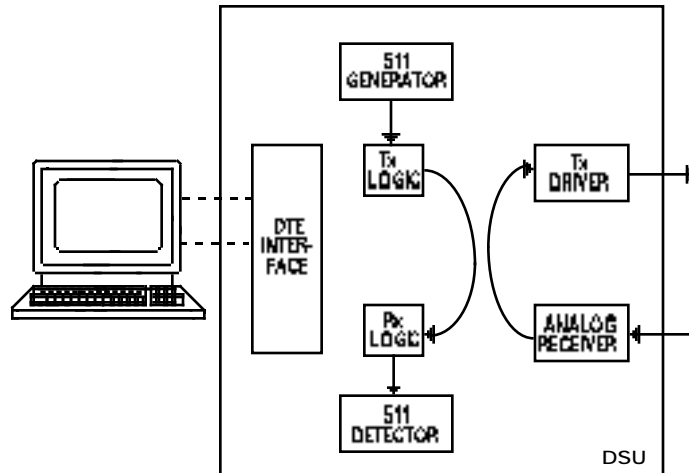 511
GENERATOR
Tx
LOGIC
Tx
DRIVER
DTE
INTER-
FACE
Rx
LOGIC
ANALOG
RECEIVER
511
DETECTOR
DSU